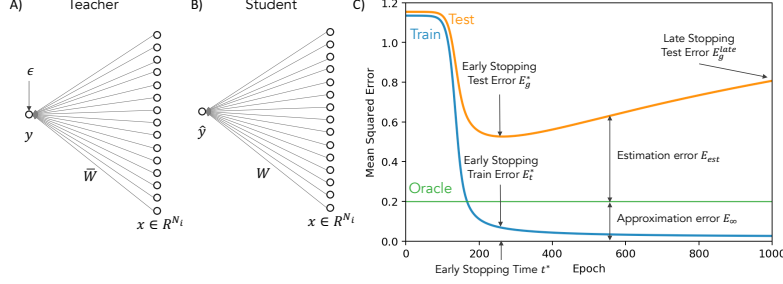 A)
Teacher
ϵ
y
W̄
x ∈ R^{N_i}
B)
Student
ŷ
W
x ∈ R^{N_i}
C)
Mean Squared Error
1.2
1.0
0.8
0.6
0.4
0.2
0.0
Test
Train
Early Stopping
Test Error E_g^*
Late Stopping
Test Error E_g^{late}
Early Stopping
Train Error E_t^*
Estimation error E_{est}
Oracle
Approximation error E_∞
0
200
400
600
800
1000
Early Stopping Time t^*
Epoch